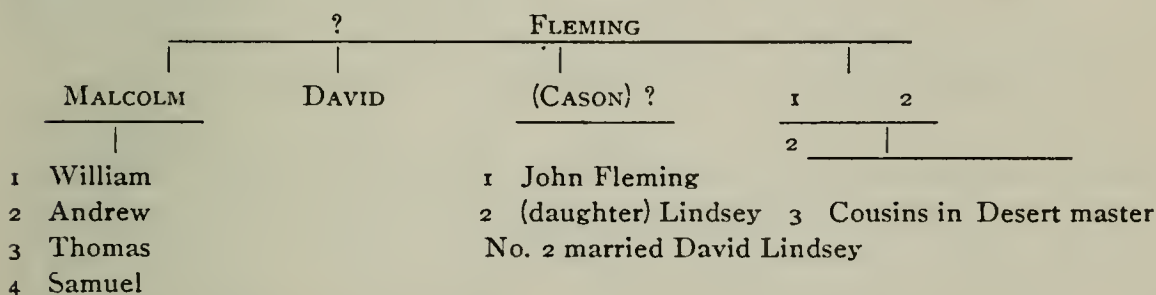 ? FLEMING
MALCOLM DAVID (CASON) ? 1 2
2
1 William 1 John Fleming
2 Andrew 2 (daughter) Lindsey 3 Cousins in Desert master
3 Thomas No. 2 married David Lindsey
4 Samuel